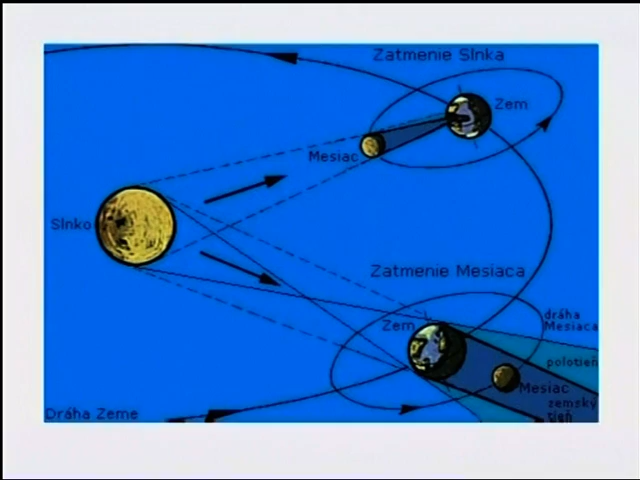 Zatmenie Slnka
Zem
Mesiac
Slnko
Zatmenie Mesiaca
dráha
Mesiaca
Zem
polotieň
Mesiac
zemský
tieň
Dráha Zeme